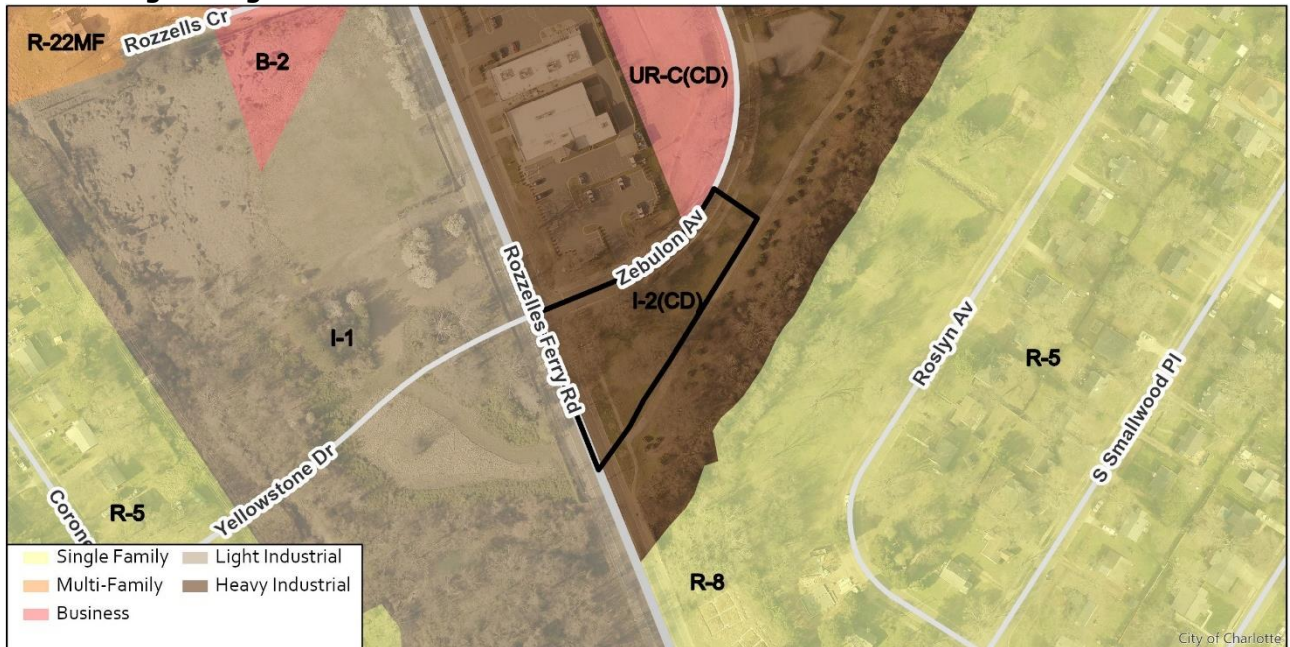 Rozzells Cr
R-22MF
B-2
UR-C(CD)
Zebulon Av
Rozzelles Ferry Rd
I-2(CD)
I-1
Roslyn Av
R-5
S Smallwood Pl
Yellowstone Dr
R-5
R-8
Single Family
Light Industrial
Multi-Family
Heavy Industrial
Business
City of Charlotte